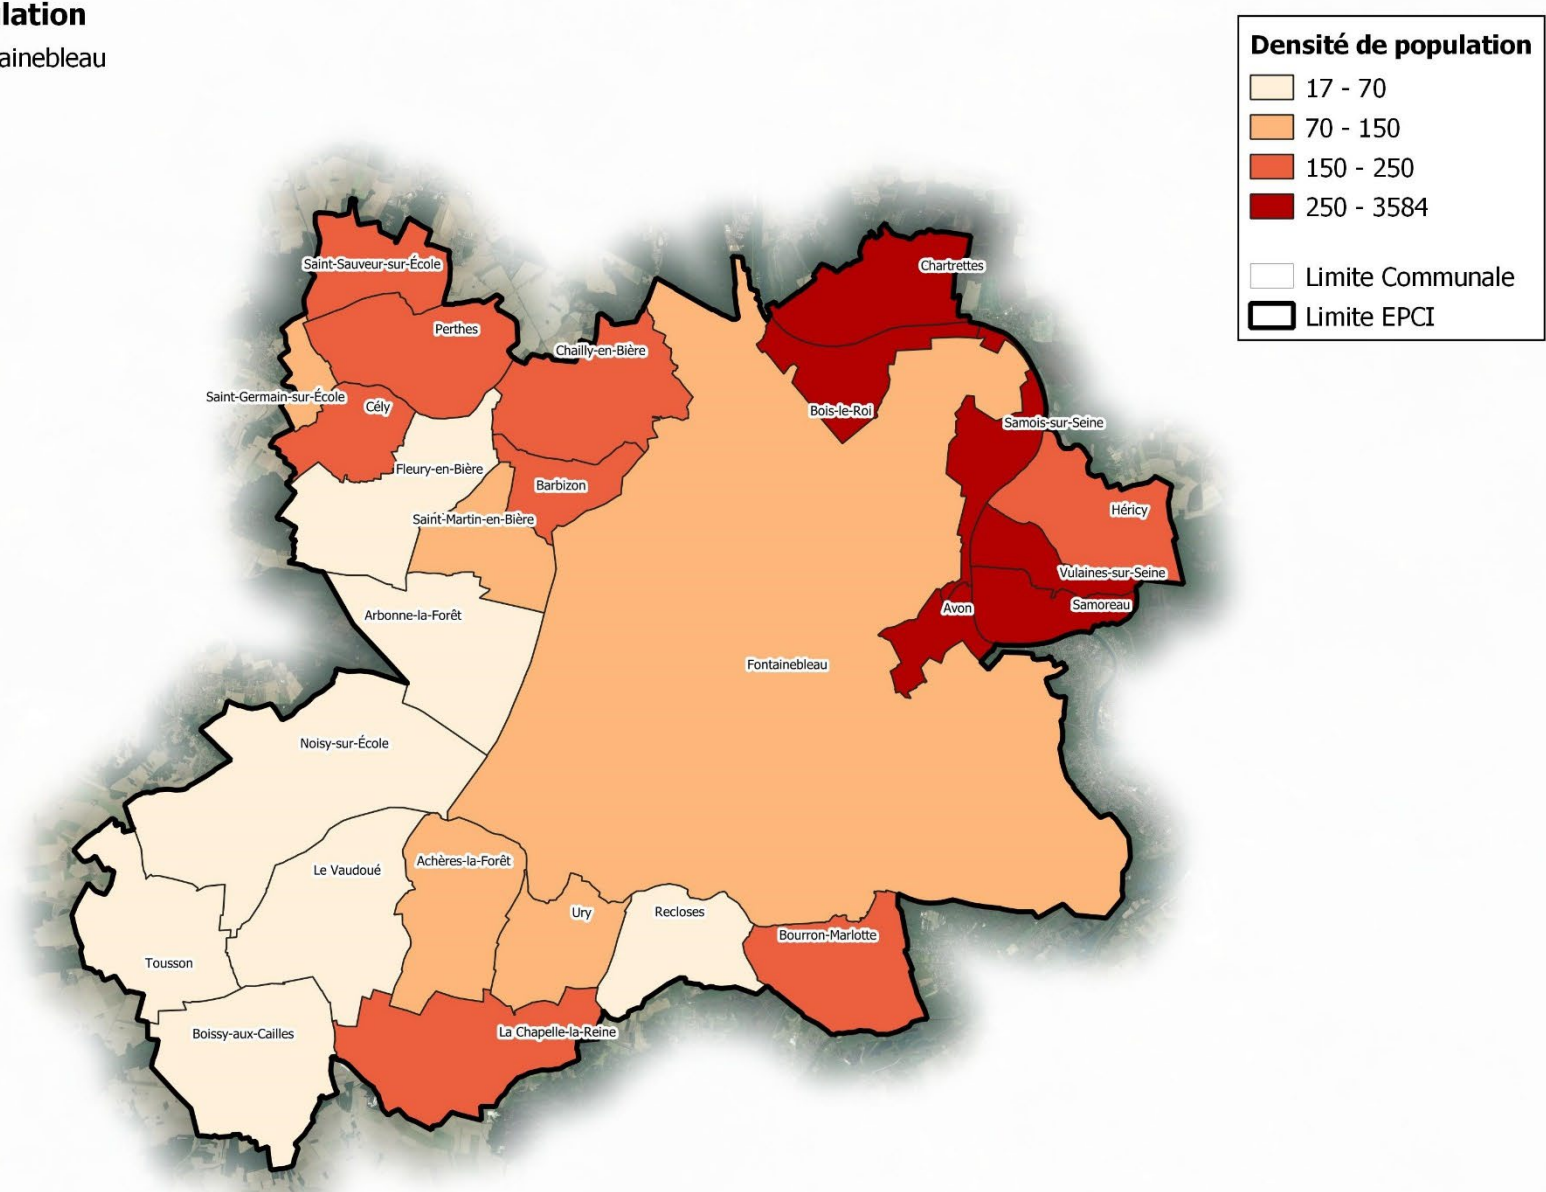 lation
ainebleau
Densité de population
17 - 70
70 - 150
150 - 250
250 - 3584
Limite Communale
Limite EPCI
Saint-Sauveur-sur-École
Chartrettes
Perthes
Chailly-en-Bière
Saint-Germain-sur-École
Cély
Bois-le-Roi
Samois-sur-Seine
Fleury-en-Bière
Barbizon
Héricy
Saint-Martin-en-Bière
Vulaines-sur-Seine
Samoreau
Avon
Arbonne-la-Forêt
Fontainebleau
Noisy-sur-École
Achères-la-Forêt
Le Vaudoué
Ury
Recloses
Bourron-Marlotte
Tousson
La Chapelle-la-Reine
Boissy-aux-Cailles